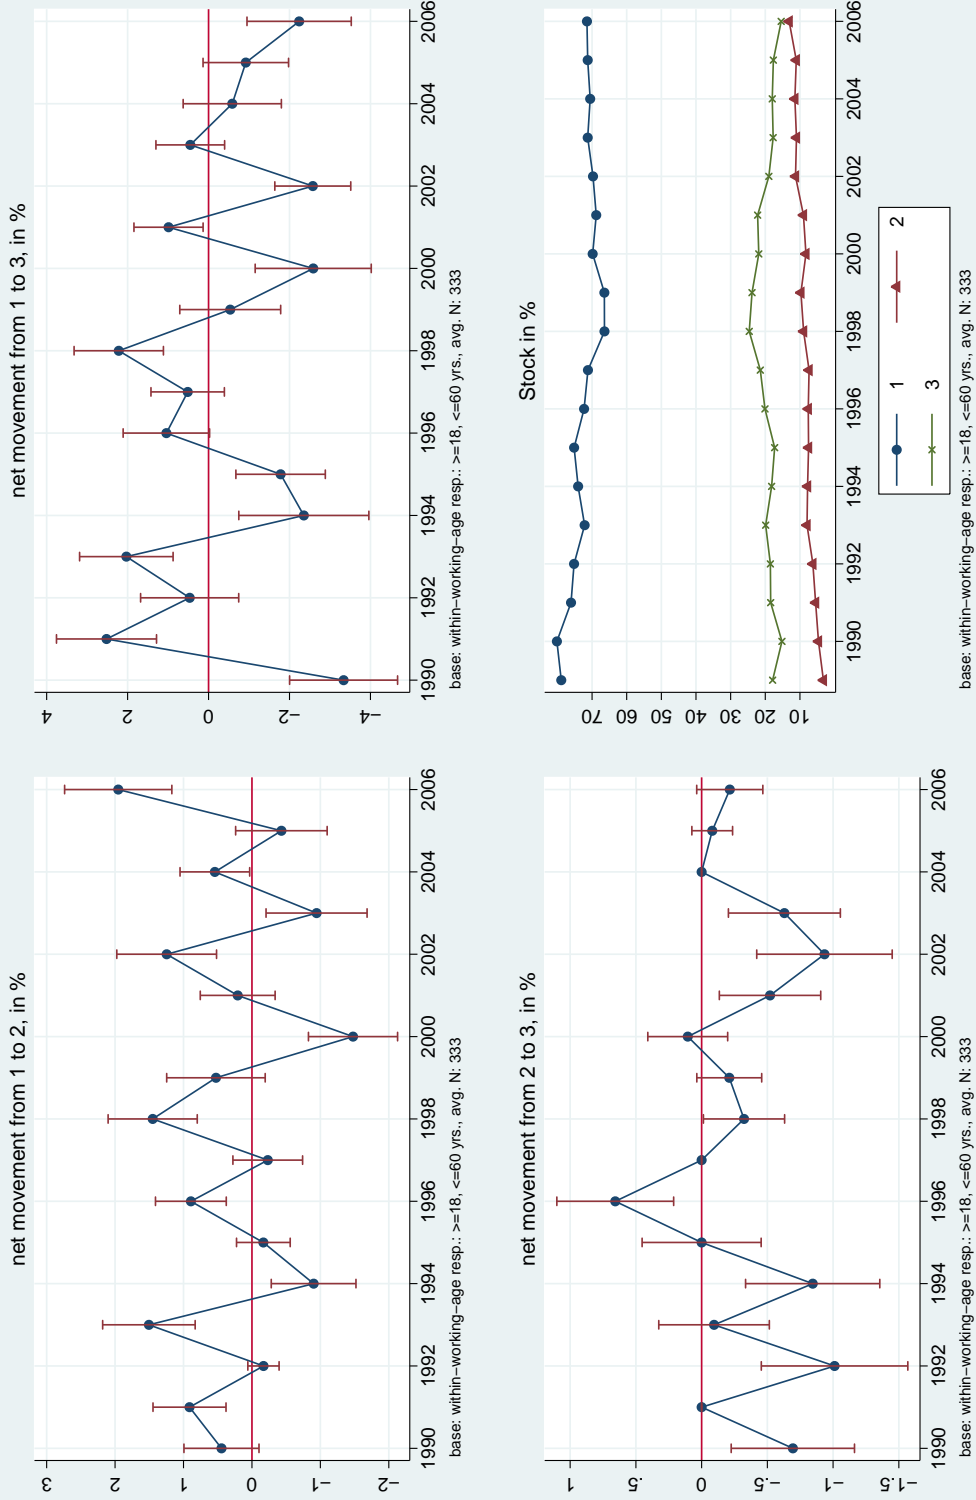 net movement from 1 to 2, in %
3
2
1
0
−1
−2
1990 1992 1994 1996 1998 2000 2002 2004 2006
base: within−working−age resp.: >=18, <=60 yrs., avg. N: 333
net movement from 1 to 3, in %
4
2
0
−2
−4
1990 1992 1994 1996 1998 2000 2002 2004 2006
base: within−working−age resp.: >=18, <=60 yrs., avg. N: 333
net movement from 2 to 3, in %
1
.5
0
−.5
−1
−1.5
1990 1992 1994 1996 1998 2000 2002 2004 2006
base: within−working−age resp.: >=18, <=60 yrs., avg. N: 333
Stock in %
70
60
50
40
30
20
10
1990 1992 1994 1996 1998 2000 2002 2004 2006
1 2
3
base: within−working−age resp.: >=18, <=60 yrs., avg. N: 333